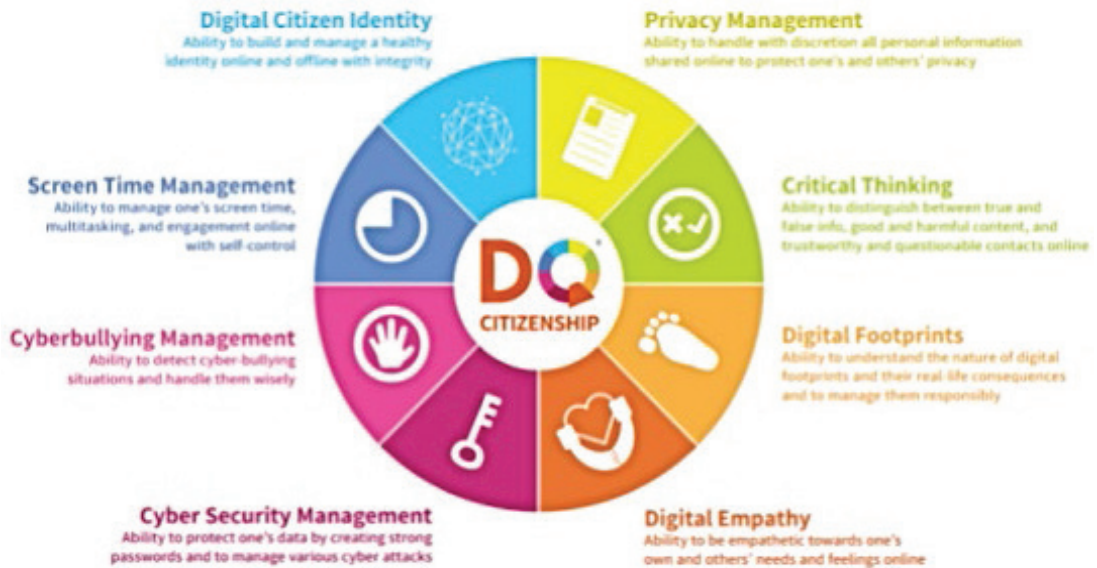 Digital Citizen Identity
Ability to build and manage a healthy
identity online and offline with integrity
Privacy Management
Ability to handle with discretion all personal information
shared online to protect one's and others' privacy
Screen Time Management
Ability to manage one's screen time,
multitasking, and engagement online
with self-control
Critical Thinking
Ability to distinguish between true and
false info, good and harmful content, and
trustworthy and questionable contacts online
DQ
CITIZENSHIP
Cyberbullying Management
Ability to detect cyber-bullying
situations and handle them wisely
Digital Footprints
Ability to understand the nature of digital
footprints and their real-life consequences
and to manage them responsibly
Cyber Security Management
Ability to protect one's data by creating strong
passwords and to manage various cyber attacks
Digital Empathy
Ability to be empathetic towards one's
own and others' needs and feelings online